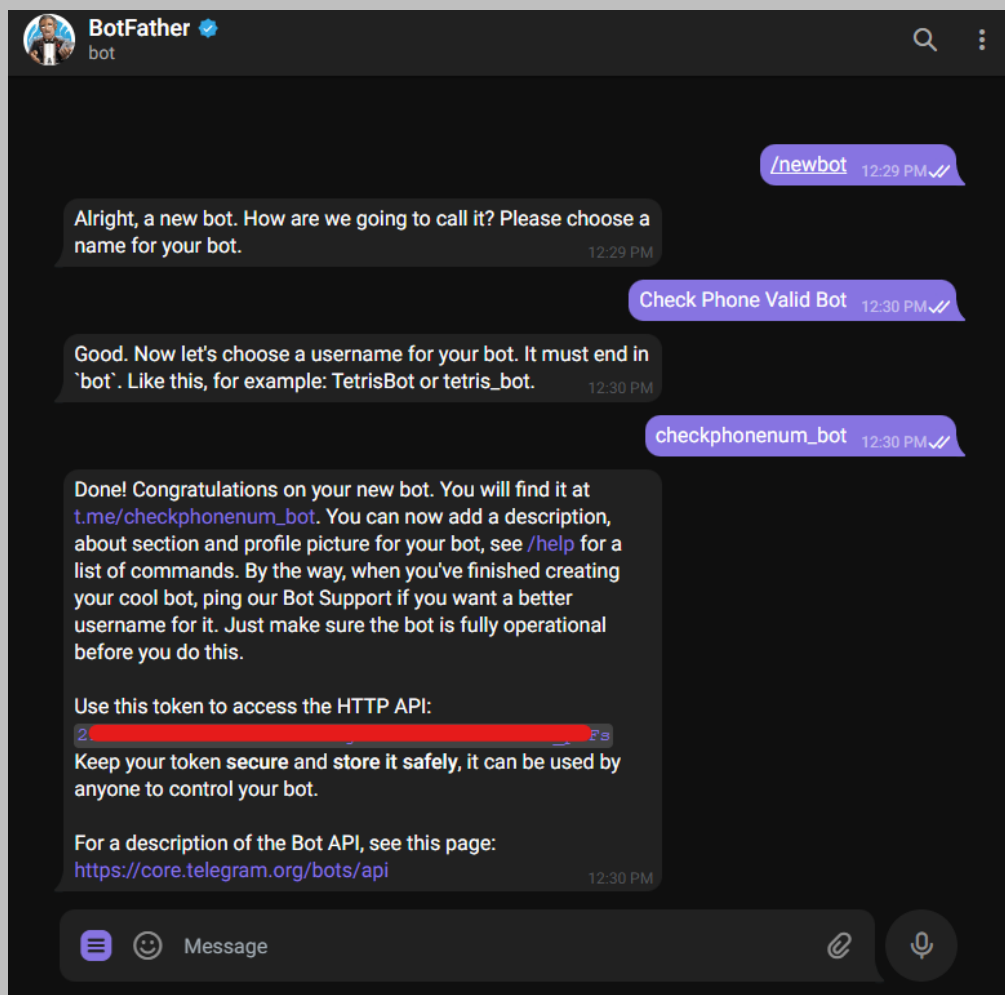 BotFather
bot
/newbot 12:29 PM
Alright, a new bot. How are we going to call it? Please choose a
name for your bot.
12:29 PM
Check Phone Valid Bot 12:30 PM
Good. Now let's choose a username for your bot. It must end in
`bot`. Like this, for example: TetrisBot or tetris_bot.
12:30 PM
checkphonenum_bot 12:30 PM
Done! Congratulations on your new bot. You will find it at
t.me/checkphonenum_bot. You can now add a description,
about section and profile picture for your bot, see /help for a
list of commands. By the way, when you've finished creating
your cool bot, ping our Bot Support if you want a better
username for it. Just make sure the bot is fully operational
before you do this.
Use this token to access the HTTP API:
Keep your token secure and store it safely, it can be used by
anyone to control your bot.
For a description of the Bot API, see this page:
https://core.telegram.org/bots/api
12:30 PM
Message